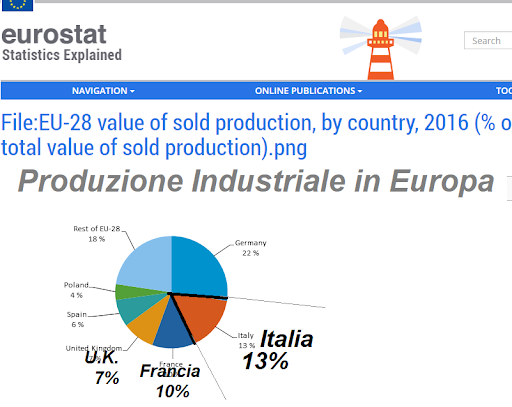 eurostat
Statistics Explained
Search
NAVIGATION
ONLINE PUBLICATIONS
TOO
File:EU-28 value of sold production, by country, 2016 (% o
total value of sold production).png
Produzione Industriale in Europa
Rest of EU-28
18 %
Germany
22 %
Poland
4 %
Spain
6 %
Italy
13 %
Italia
13%
United Kingdom
U.K.
7%
France
Francia
10%